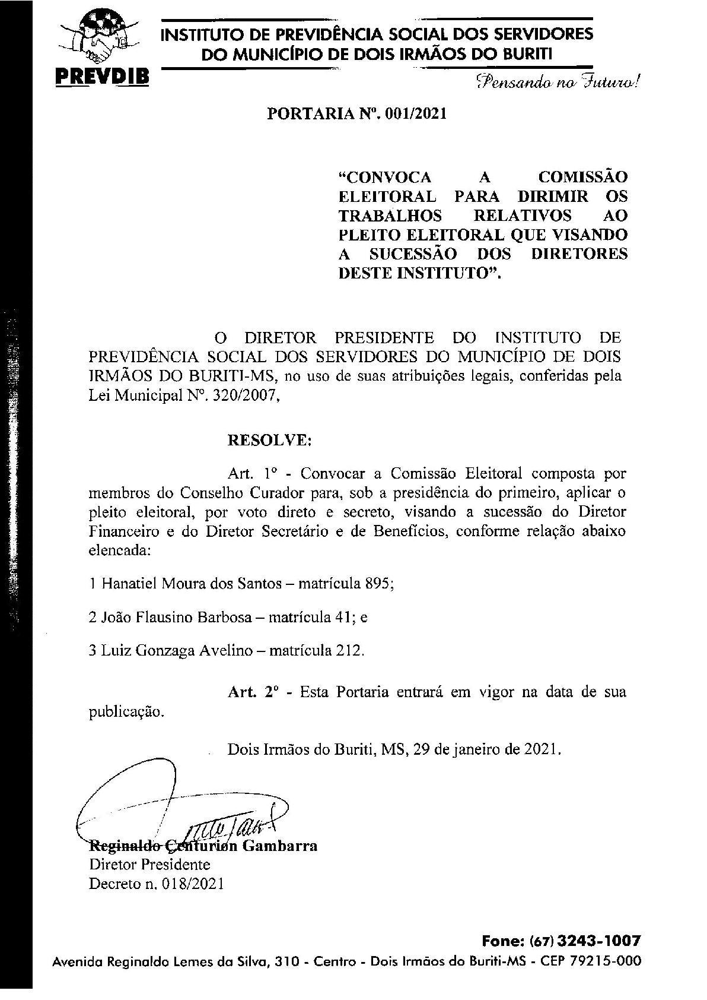 INSTITUTO DE PREVIDÊNCIA SOCIAL DOS SERVIDORES
DO MUNICÍPIO DE DOIS IRMÃOS DO BURITI
PREVDIB
Pensando no Futuro!
PORTARIA Nº. 001/2021
“CONVOCA A COMISSÃO
ELEITORAL PARA DIRIMIR OS
TRABALHOS RELATIVOS AO
PLEITO ELEITORAL QUE VISANDO
A SUCESSÃO DOS DIRETORES
DESTE INSTITUTO”.
O DIRETOR PRESIDENTE DO INSTITUTO DE
PREVIDÊNCIA SOCIAL DOS SERVIDORES DO MUNICÍPIO DE DOIS
IRMÃOS DO BURITI-MS, no uso de suas atribuições legais, conferidas pela
Lei Municipal Nº. 320/2007,
RESOLVE:
Art. 1º - Convocar a Comissão Eleitoral composta por
membros do Conselho Curador para, sob a presidência do primeiro, aplicar o
pleito eleitoral, por voto direto e secreto, visando a sucessão do Diretor
Financeiro e do Diretor Secretário e de Benefícios, conforme relação abaixo
elencada:
1 Hanatiel Moura dos Santos – matrícula 895;
2 João Flausino Barbosa – matrícula 41; e
3 Luiz Gonzaga Avelino – matrícula 212.
Art. 2º - Esta Portaria entrará em vigor na data de sua
publicação.
Dois Irmãos do Buriti, MS, 29 de janeiro de 2021.
Reginaldo Centurion Gambarra
Diretor Presidente
Decreto n. 018/2021
Fone: (67) 3243-1007
Avenida Reginaldo Lemes da Silva, 310 - Centro - Dois Irmãos do Buriti-MS - CEP 79215-000